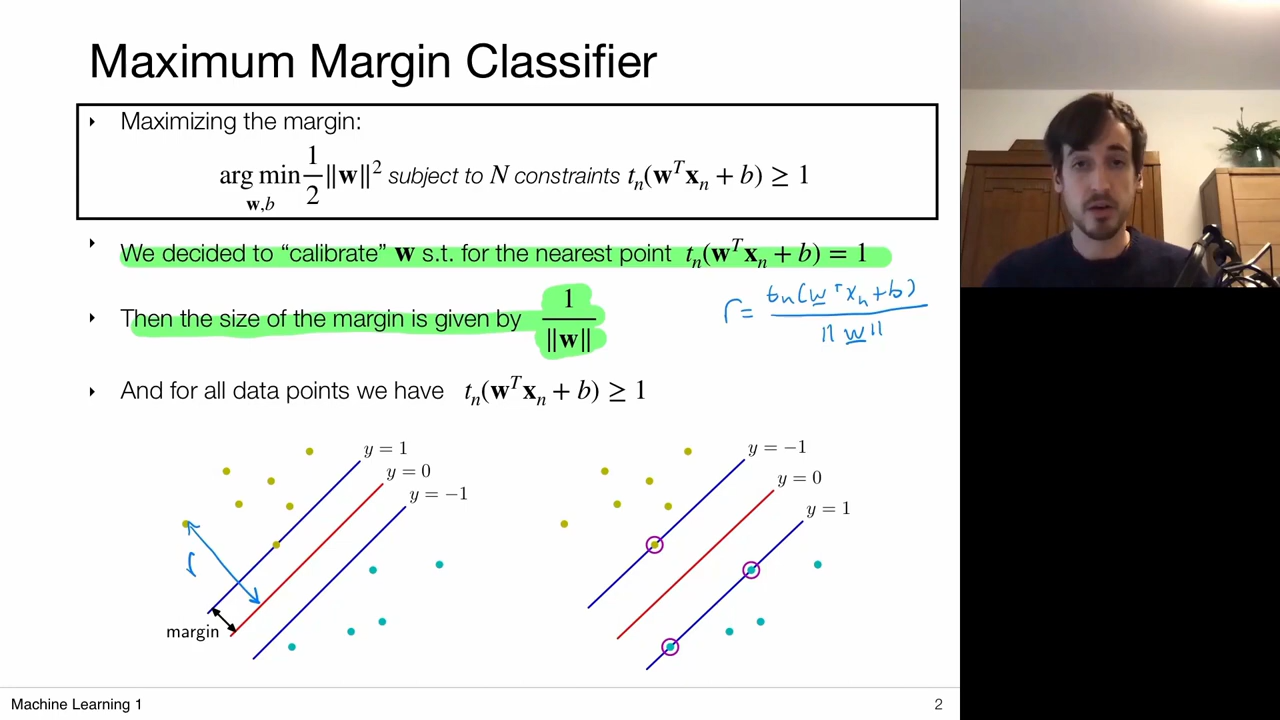 Maximum Margin Classifier
‣ Maximizing the margin:
arg min_{w,b} 1/2 ‖w‖² subject to N constraints tₙ(wᵀxₙ + b) ≥ 1
‣ We decided to “calibrate” w s.t. for the nearest point tₙ(wᵀxₙ + b) = 1
‣ Then the size of the margin is given by 1/‖w‖
r = tₙ(wᵀxₙ+b) / ‖w‖
‣ And for all data points we have tₙ(wᵀxₙ + b) ≥ 1
y = 1
y = 0
y = −1
r
margin
y = −1
y = 0
y = 1
Machine Learning 1
2